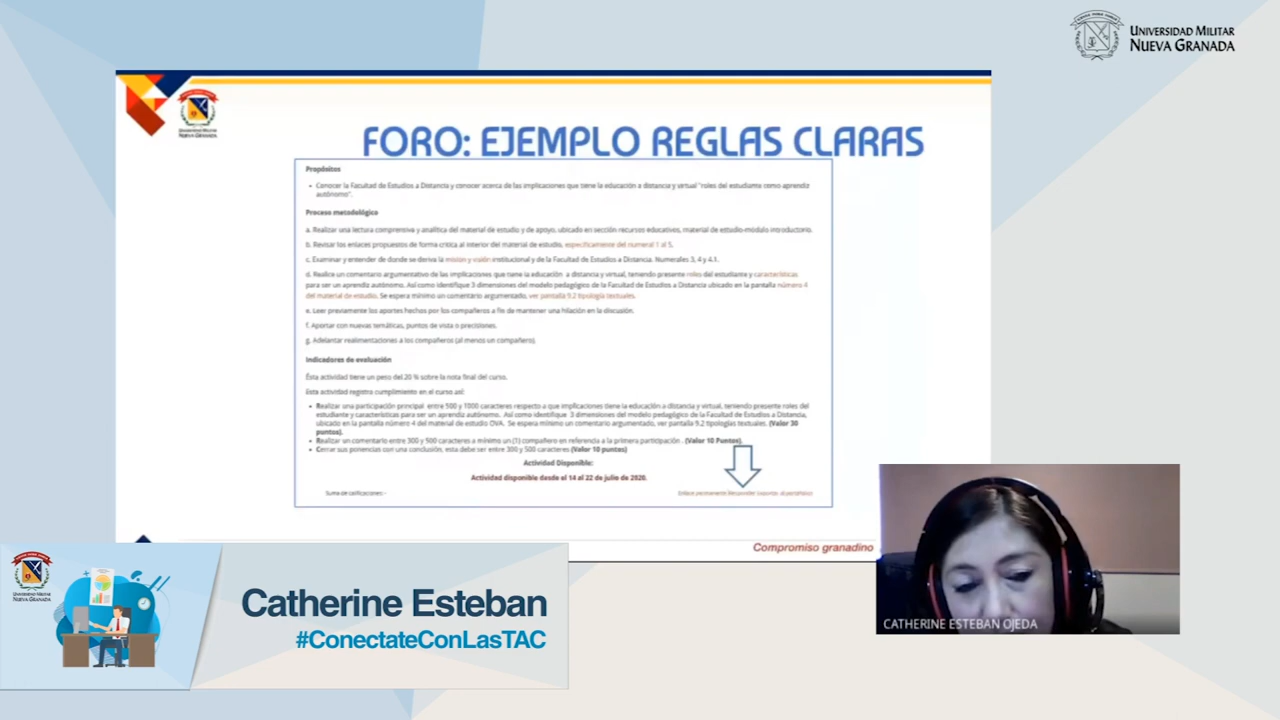 UNIVERSIDAD MILITAR
NUEVA GRANADA
UNIVERSIDAD MILITAR
NUEVA GRANADA
FORO: EJEMPLO REGLAS CLARAS
Propósitos
• Conocer la Facultad de Estudios a Distancia y conocer acerca de las implicaciones que tiene la educación a distancia y virtual "roles del estudiante como aprendiz
autónomo".
Proceso metodológico
a. Realizar una lectura comprensiva y analítica del material de estudio y de apoyo, ubicado en sección recursos educativos, material de estudio-módulo introductorio.
b. Revisar los enlaces propuestos de forma crítica al interior del material de estudio, específicamente del numeral 1 al 5.
c. Examinar y entender de donde se deriva la misión y visión institucional y de la Facultad de Estudios a Distancia. Numerales 3, 4 y 4.1.
d. Realice un comentario argumentativo de las implicaciones que tiene la educación a distancia y virtual, teniendo presente roles del estudiante y características
para ser un aprendiz autónomo. Así como identifique 3 dimensiones del modelo pedagógico de la Facultad de Estudios a Distancia ubicado en la pantalla número 4
del material de estudio. Se espera mínimo un comentario argumentado, ver pantalla 9.2 tipología textuales.
e. Leer previamente los aportes hechos por los compañeros a fin de mantener una hilación en la discusión.
f. Aportar con nuevas temáticas, puntos de vista o precisiones.
g. Adelantar realimentaciones a los compañeros (al menos un compañero).
Indicadores de evaluación
Ésta actividad tiene un peso del 20 % sobre la nota final del curso.
Esta actividad registra cumplimiento en el curso así:
• Realizar una participación principal entre 500 y 1000 caracteres respecto a que implicaciones tiene la educación a distancia y virtual, teniendo presente roles del
estudiante y características para ser un aprendiz autónomo. Así como identifique 3 dimensiones del modelo pedagógico de la Facultad de Estudios a Distancia,
ubicado en la pantalla número 4 del material de estudio OVA. Se espera mínimo un comentario argumentado, ver pantalla 9.2 tipologías textuales. (Valor 30
puntos).
• Realizar un comentario entre 300 y 500 caracteres a mínimo un (1) compañero en referencia a la primera participación . (Valor 10 Puntos).
• Cerrar sus ponencias con una conclusión, esta debe ser entre 300 y 500 caracteres (Valor 10 puntos)
Actividad Disponible:
Actividad disponible desde el 14 al 22 de julio de 2020.
Suma de calificaciones: -
Enlace permanente Responder
Compromiso granadino
UNIVERSIDAD MILITAR
NUEVA GRANADA
Catherine Esteban
#ConectateConLasTAC
CATHERINE ESTEBAN OJEDA